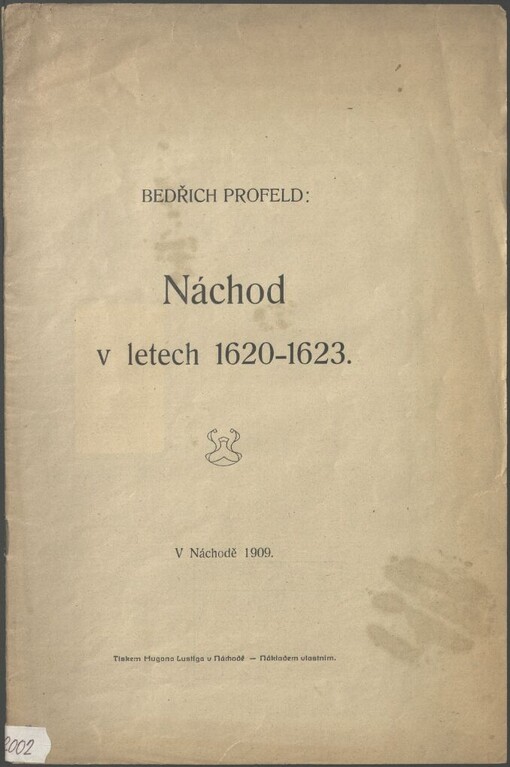 BEDŘICH PROFELD:
Náchod
v letech 1620-1623.
V Náchodě 1909.
Tiskem Hugona Lustiga v Náchodě — Nákladem vlastním.
2002